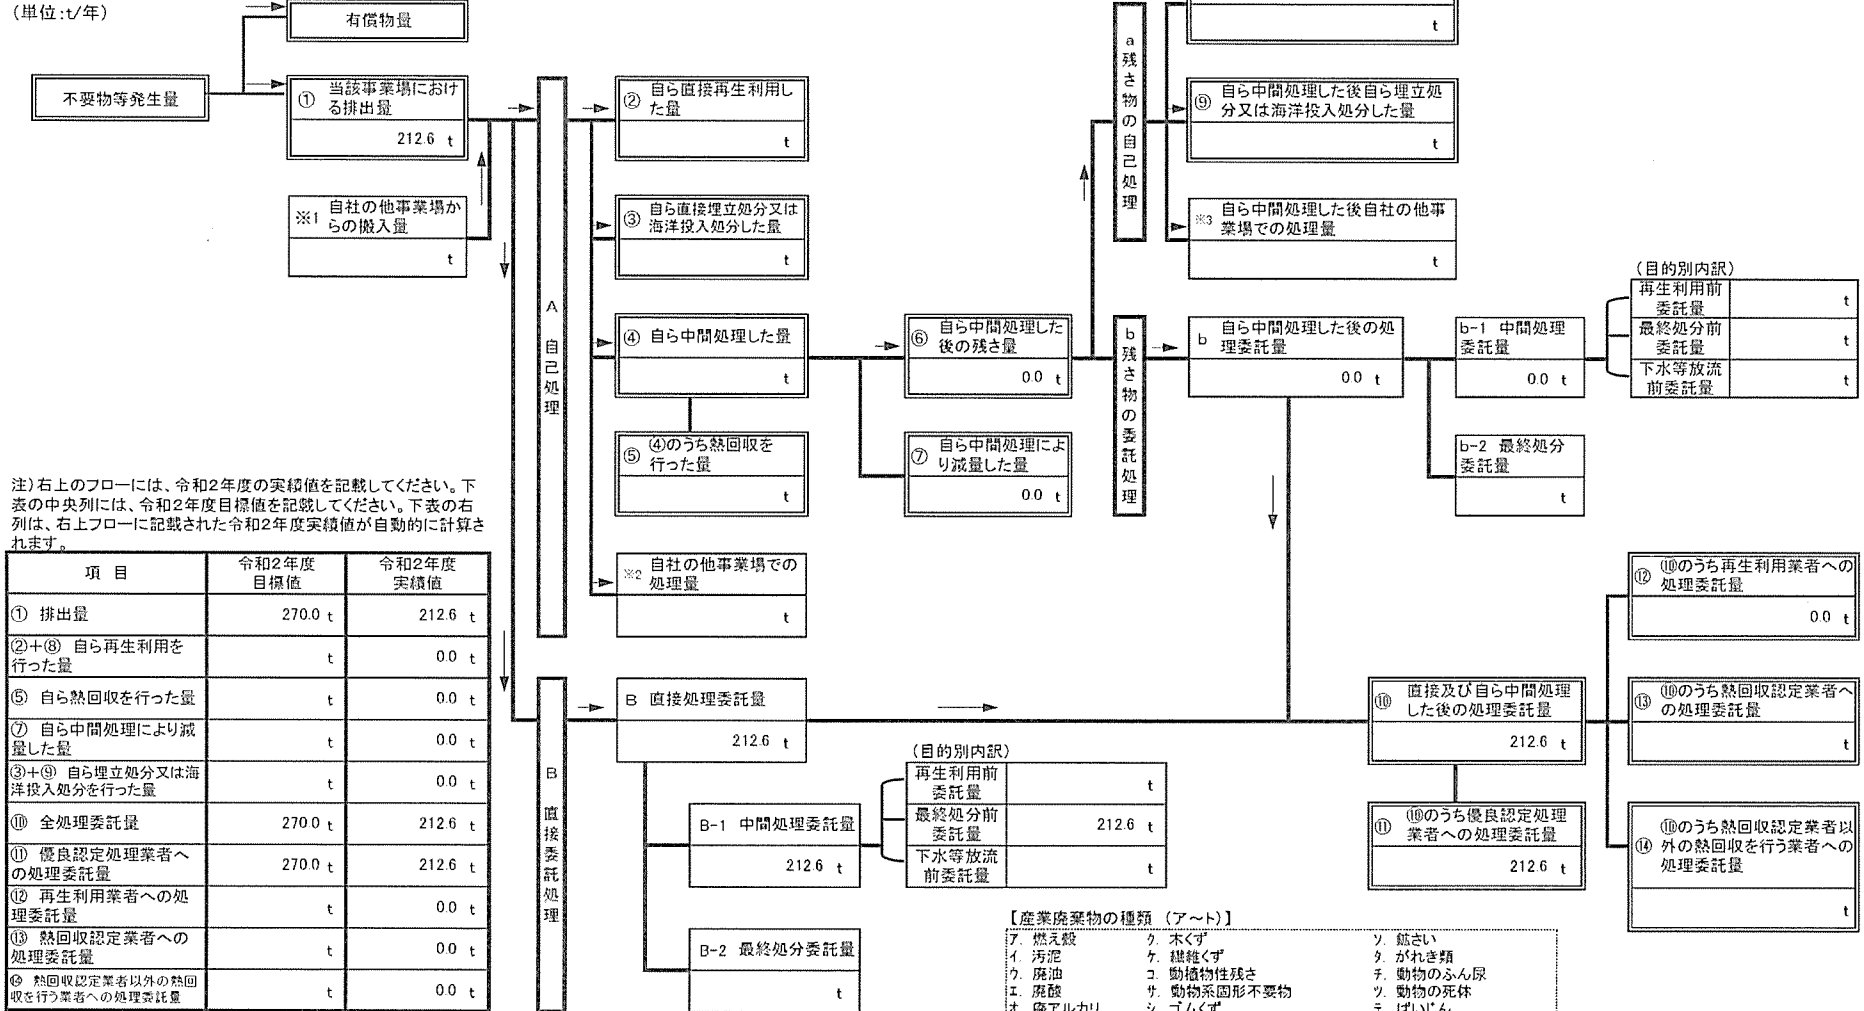 (単位:t/年)
有償物量
不要物等発生量
① 当該事業場におけ
る排出量
212.6 t
※1 自社の他事業場か
らの搬入量
t
A 自己処理
② 自ら直接再生利用し
た量
t
③ 自ら直接埋立処分又は
海洋投入処分した量
t
④ 自ら中間処理した量
t
⑤ ④のうち熱回収を
行った量
t
※2 自社の他事業場での
処理量
t
⑥ 自ら中間処理した
後の残さ量
0.0 t
⑦ 自ら中間処理によ
り減量した量
0.0 t
a 残さ物の自己処理
t
⑨ 自ら中間処理した後自ら埋立処
分又は海洋投入処分した量
t
※3 自ら中間処理した後自社の他事
業場での処理量
t
b 残さ物の委託処理
b 自ら中間処理した後の処
理委託量
0.0 t
b-1 中間処理
委託量
0.0 t
b-2 最終処分
委託量
t
(目的別内訳)
再生利用前
委託量
t
最終処分前
委託量
t
下水等放流
前委託量
t
注)右上のフローには、令和2年度の実績値を記載してください。下
表の中央列には、令和2年度目標値を記載してください。下表の右
列は、右上フローに記載された令和2年度実績値が自動的に計算さ
れます。
項 目
令和2年度
目標値
令和2年度
実績値
① 排出量 270.0 t 212.6 t
②+⑧ 自ら再生利用を
行った量 t 0.0 t
⑤ 自ら熱回収を行った量 t 0.0 t
⑦ 自ら中間処理により減
量した量 t 0.0 t
③+⑨ 自ら埋立処分又は海
洋投入処分を行った量 t 0.0 t
⑩ 全処理委託量 270.0 t 212.6 t
⑪ 優良認定処理業者へ
の処理委託量 270.0 t 212.6 t
⑫ 再生利用業者への処
理委託量 t 0.0 t
⑬ 熱回収認定業者への
処理委託量 t 0.0 t
⑭ 熱回収認定業者以外の熱回
収を行う業者への処理委託量 t 0.0 t
B 直接委託処理
B 直接処理委託量
212.6 t
B-1 中間処理委託量
212.6 t
B-2 最終処分委託量
t
(目的別内訳)
再生利用前
委託量
t
最終処分前
委託量
212.6 t
下水等放流
前委託量
t
⑩ 直接及び自ら中間処理
した後の処理委託量
212.6 t
⑪ ⑩のうち優良認定処理
業者への処理委託量
212.6 t
⑫ ⑩のうち再生利用業者への
処理委託量
0.0 t
⑬ ⑩のうち熱回収認定業者へ
の処理委託量
t
⑭ ⑩のうち熱回収認定業者以
外の熱回収を行う業者への
処理委託量
t
【産業廃棄物の種類 (ア～ト)】
ア. 燃え殻 ク. 木くず ソ. 鉱さい
イ. 汚泥 ケ. 繊維くず タ. がれき類
ウ. 廃油 コ. 動植物性残さ チ. 動物のふん尿
エ. 廃酸 サ. 動物系固形不要物 ツ. 動物の死体
オ. 廃アルカリ シ. ゴムくず テ. ばいじん